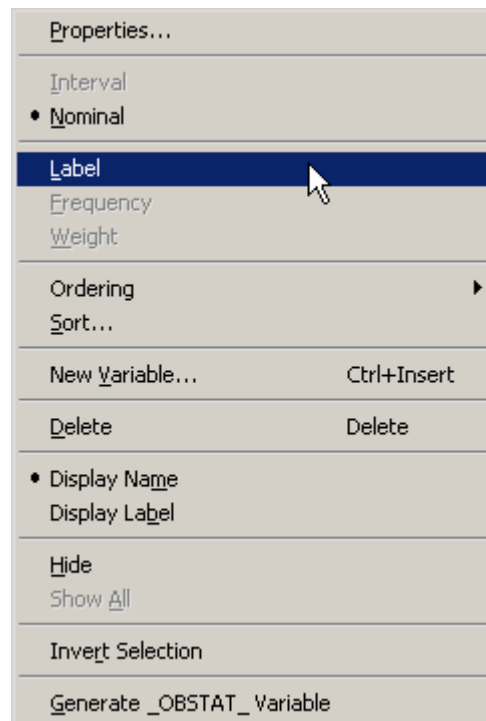 Properties...
Interval
• Nominal
Label
Frequency
Weight
Ordering
Sort...
New Variable... Ctrl+Insert
Delete Delete
• Display Name
Display Label
Hide
Show All
Invert Selection
Generate _OBSTAT_ Variable